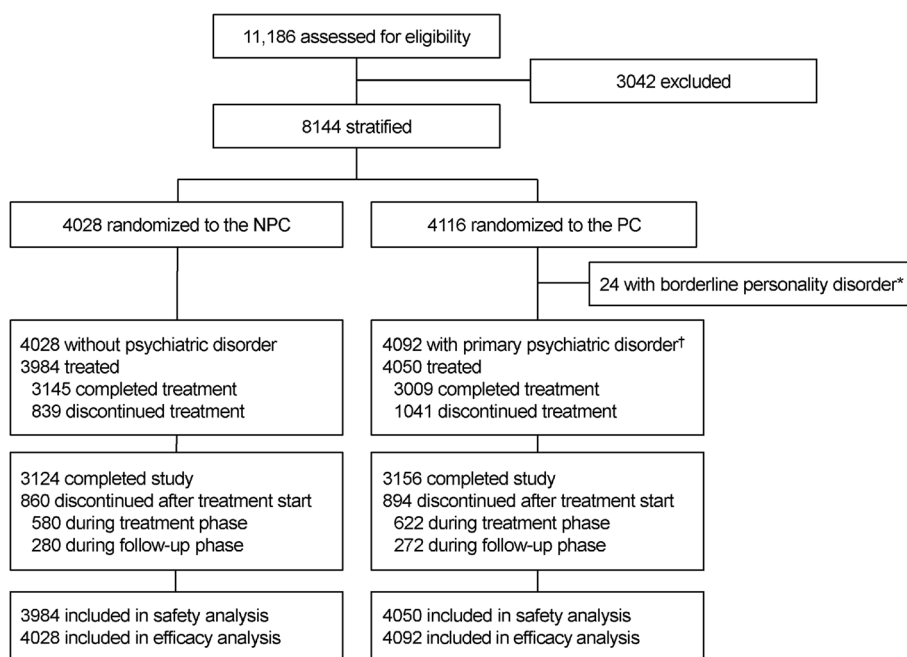 11,186 assessed for eligibility
3042 excluded
8144 stratified
4028 randomized to the NPC
4116 randomized to the PC
24 with borderline personality disorder*
4028 without psychiatric disorder
3984 treated
3145 completed treatment
839 discontinued treatment
4092 with primary psychiatric disorder†
4050 treated
3009 completed treatment
1041 discontinued treatment
3124 completed study
860 discontinued after treatment start
580 during treatment phase
280 during follow-up phase
3156 completed study
894 discontinued after treatment start
622 during treatment phase
272 during follow-up phase
3984 included in safety analysis
4028 included in efficacy analysis
4050 included in safety analysis
4092 included in efficacy analysis